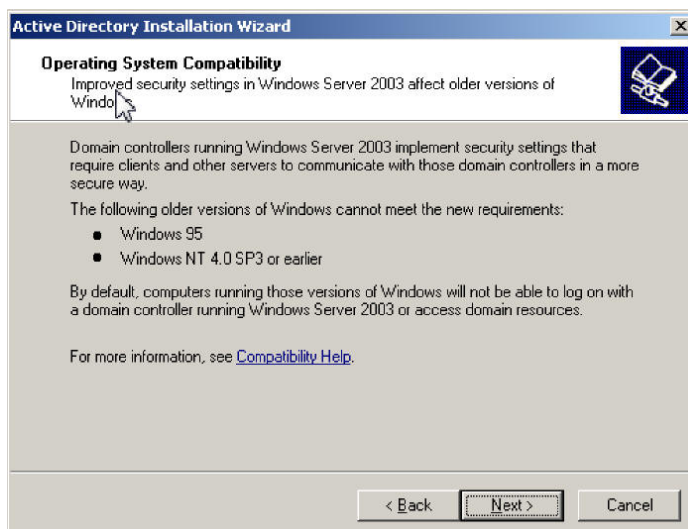 Active Directory Installation Wizard
Operating System Compatibility
Improved security settings in Windows Server 2003 affect older versions of
Windows.
Domain controllers running Windows Server 2003 implement security settings that
require clients and other servers to communicate with those domain controllers in a more
secure way.
The following older versions of Windows cannot meet the new requirements:
• Windows 95
• Windows NT 4.0 SP3 or earlier
By default, computers running those versions of Windows will not be able to log on with
a domain controller running Windows Server 2003 or access domain resources.
For more information, see Compatibility Help.
< Back Next > Cancel